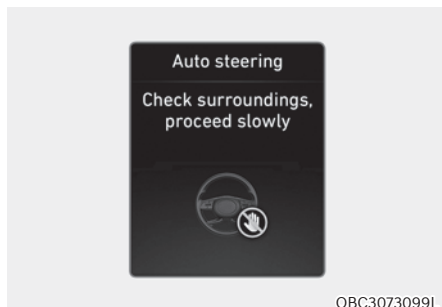 Auto steering
Check surroundings,
proceed slowly
OBC3073099L